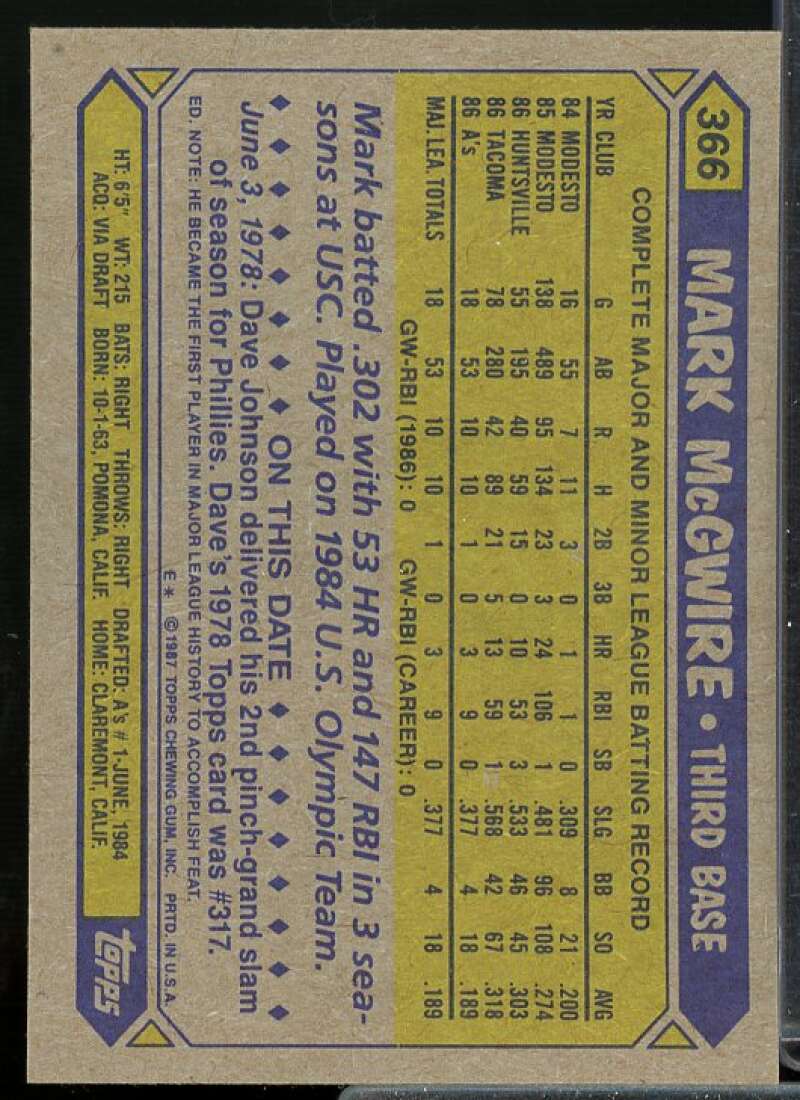 366 MARK McGWIRE • THIRD BASE
COMPLETE MAJOR AND MINOR LEAGUE BATTING RECORD
YR CLUB G AB R H 2B 3B HR RBI SB SLG BB SO AVG
84 MODESTO 16 55 7 11 3 0 1 1 0 .309 8 21 .200
85 MODESTO 138 489 95 134 23 3 24 106 1 .481 96 108 .274
86 HUNTSVILLE 55 195 40 59 15 0 10 53 3 .533 46 45 .303
86 TACOMA 78 280 42 89 21 5 13 59 1 .568 42 67 .318
86 A's 18 53 10 10 1 0 3 9 0 .377 4 18 .189
MAJ. LEA. TOTALS 18 53 10 10 1 0 3 9 0 .377 4 18 .189
GW-RBI (1986): 0 GW-RBI (CAREER): 0
Mark batted .302 with 53 HR and 147 RBI in 3 sea-
sons at USC. Played on 1984 U.S. Olympic Team.
ON THIS DATE
June 3, 1978: Dave Johnson delivered his 2nd pinch-grand slam
of season for Phillies. Dave's 1978 Topps card was #317.
ED. NOTE: HE BECAME THE FIRST PLAYER IN MAJOR LEAGUE HISTORY TO ACCOMPLISH FEAT.
E* ©1987 TOPPS CHEWING GUM, INC. PRTD. IN U.S.A.
HT: 6'5" WT: 215 BATS: RIGHT THROWS: RIGHT DRAFTED: A's #1-JUNE, 1984
ACQ: VIA DRAFT BORN: 10-1-63, POMONA, CALIF. HOME: CLAREMONT, CALIF.
topps